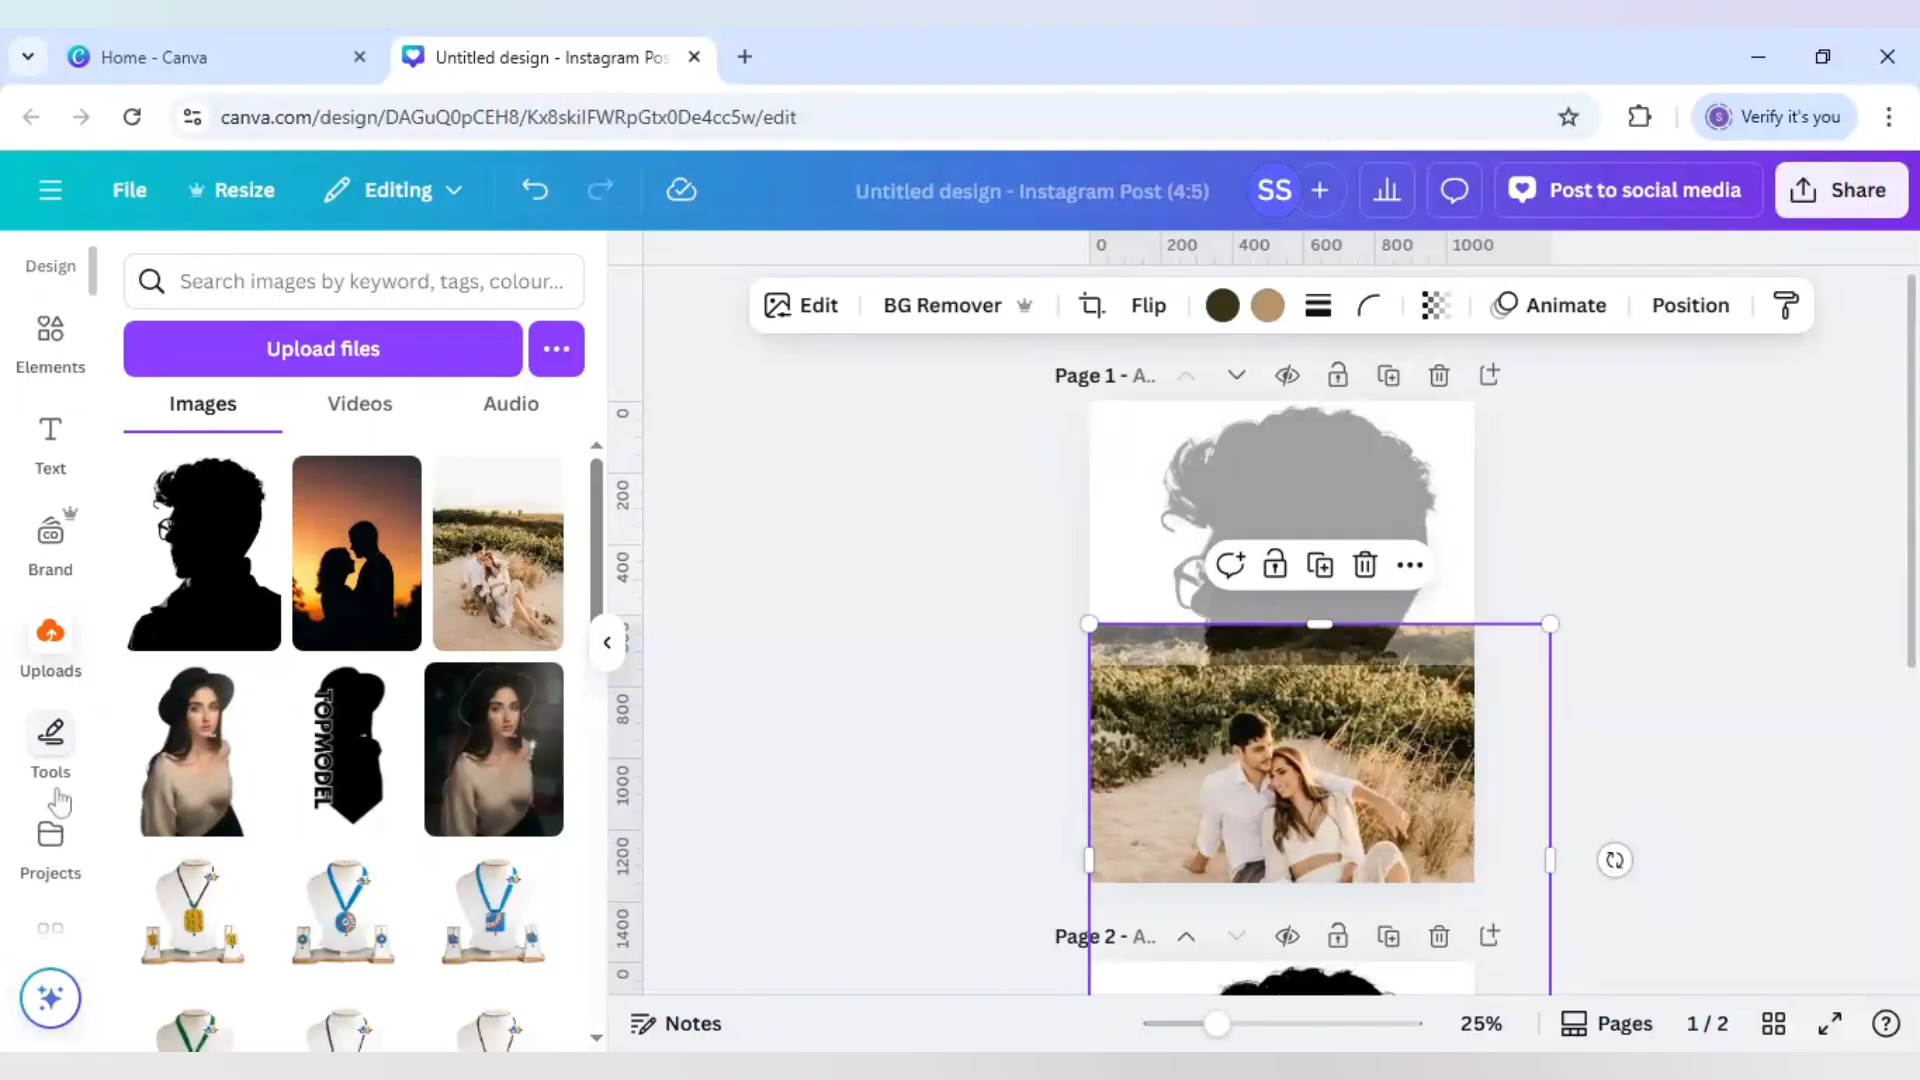 Home - Canva
Untitled design - Instagram Pos
canva.com/design/DAGuQ0pCEH8/Kx8skiIFWRpGtx0De4cc5w/edit
Verify it's you
File
Resize
Editing
Untitled design - Instagram Post (4:5)
SS
Post to social media
Share
Design
Elements
Text
Brand
Uploads
Tools
Projects
Search images by keyword, tags, colour...
Upload files
Images
Videos
Audio
TOPMODEL
0 200 400 600 800 1000
Edit
BG Remover
Flip
Animate
Position
Page 1 - A..
0
200
400
800
1000
1200
1400
0
Page 2 - A..
Notes
25%
Pages
1 / 2